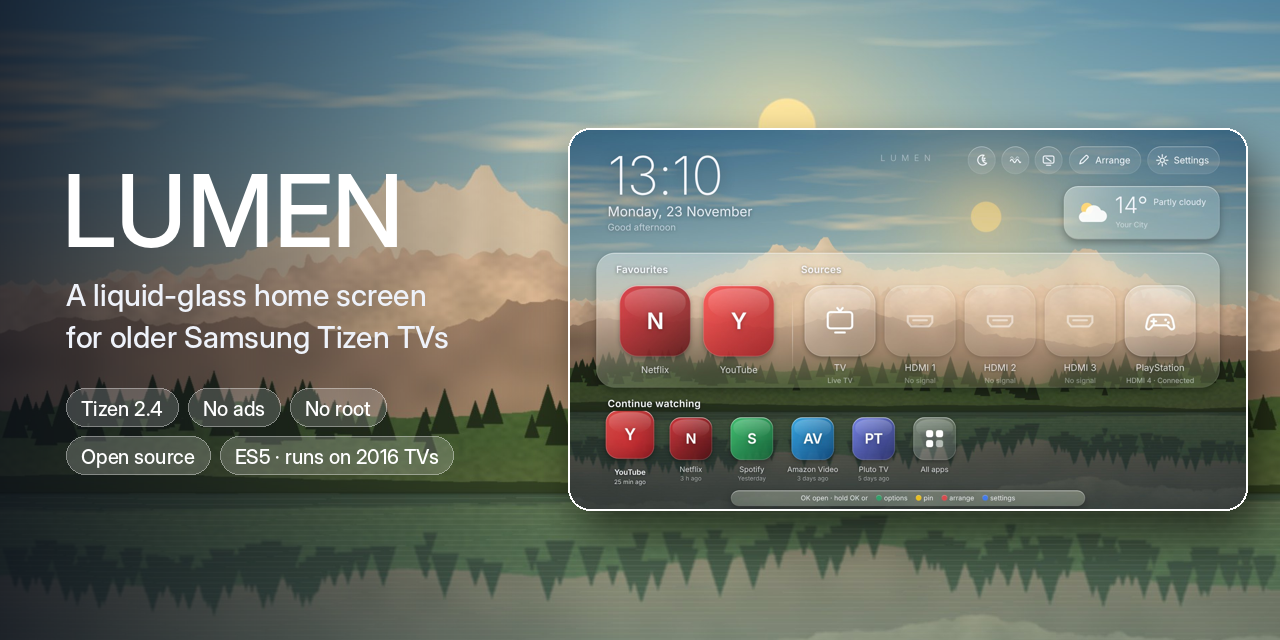 LUMEN
A liquid-glass home screen
for older Samsung Tizen TVs
Tizen 2.4
No ads
No root
Open source
ES5 · runs on 2016 TVs
13:10
Monday, 23 November
Good afternoon
LUMEN
Arrange
Settings
14° Partly cloudy
Your City
Favourites
N
Netflix
Y
YouTube
Sources
TV
Live TV
HDMI 1
No signal
HDMI 2
No signal
HDMI 3
No signal
PlayStation
HDMI 4 · Connected
Continue watching
Y
YouTube
25 min ago
N
Netflix
3 h ago
S
Spotify
Yesterday
AV
Amazon Video
3 days ago
PT
Pluto TV
5 days ago
All apps
OK open · hold OK or options pin arrange settings